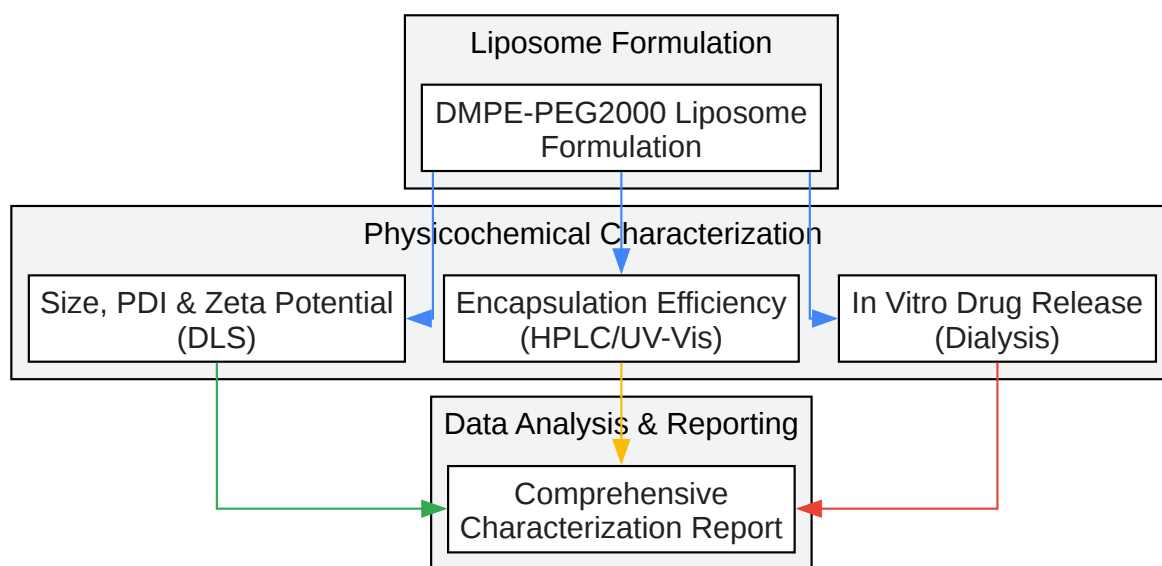 Liposome Formulation
DMPE-PEG2000 Liposome
Formulation
Physicochemical Characterization
Size, PDI & Zeta Potential
(DLS)
Encapsulation Efficiency
(HPLC/UV-Vis)
In Vitro Drug Release
(Dialysis)
Data Analysis & Reporting
Comprehensive
Characterization Report